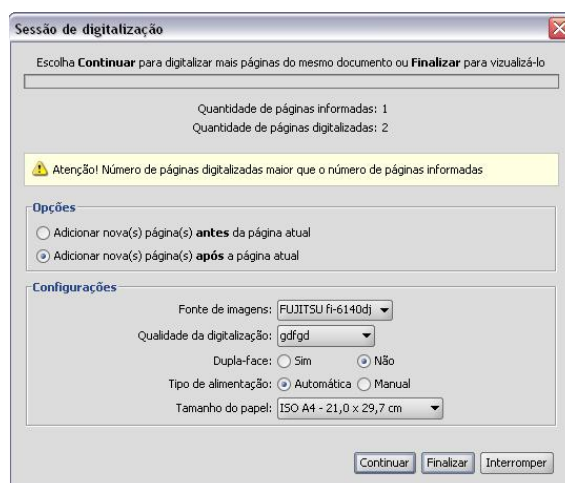 Sessão de digitalização
Escolha Continuar para digitalizar mais páginas do mesmo documento ou Finalizar para vizualizá-lo
Quantidade de páginas informadas: 1
Quantidade de páginas digitalizadas: 2
Atenção! Número de páginas digitalizadas maior que o número de páginas informadas
Opções
Adicionar nova(s) página(s) antes da página atual
Adicionar nova(s) página(s) após a página atual
Configurações
Fonte de imagens: FUJITSU fi-6140dj
Qualidade da digitalização: gdfgd
Dupla-face: Sim Não
Tipo de alimentação: Automática Manual
Tamanho do papel: ISO A4 - 21,0 x 29,7 cm
Continuar Finalizar Interromper